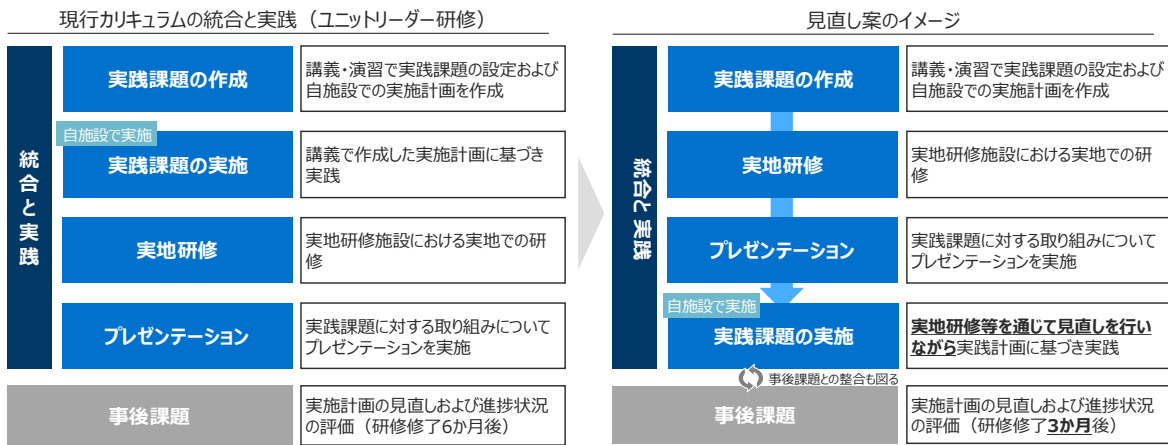 現行カリキュラムの統合と実践（ユニットリーダー研修）
統合と実践
実践課題の作成
講義・演習で実践課題の設定および
自施設での実施計画を作成
自施設で実施
実践課題の実施
講義で作成した実施計画に基づき
実践
実地研修
実地研修施設における実地での研
修
プレゼンテーション
実践課題に対する取り組みについて
プレゼンテーションを実施
事後課題
実施計画の見直しおよび進捗状況
の評価（研修修了6か月後）
見直し案のイメージ
統合と実践
実践課題の作成
講義・演習で実践課題の設定および
自施設での実施計画を作成
実地研修
実地研修施設における実地での研
修
プレゼンテーション
実践課題に対する取り組みについて
プレゼンテーションを実施
自施設で実施
実践課題の実施
実地研修等を通じて見直しを行い
ながら実践計画に基づき実践
事後課題との整合も図る
事後課題
実施計画の見直しおよび進捗状況
の評価（研修修了3か月後）